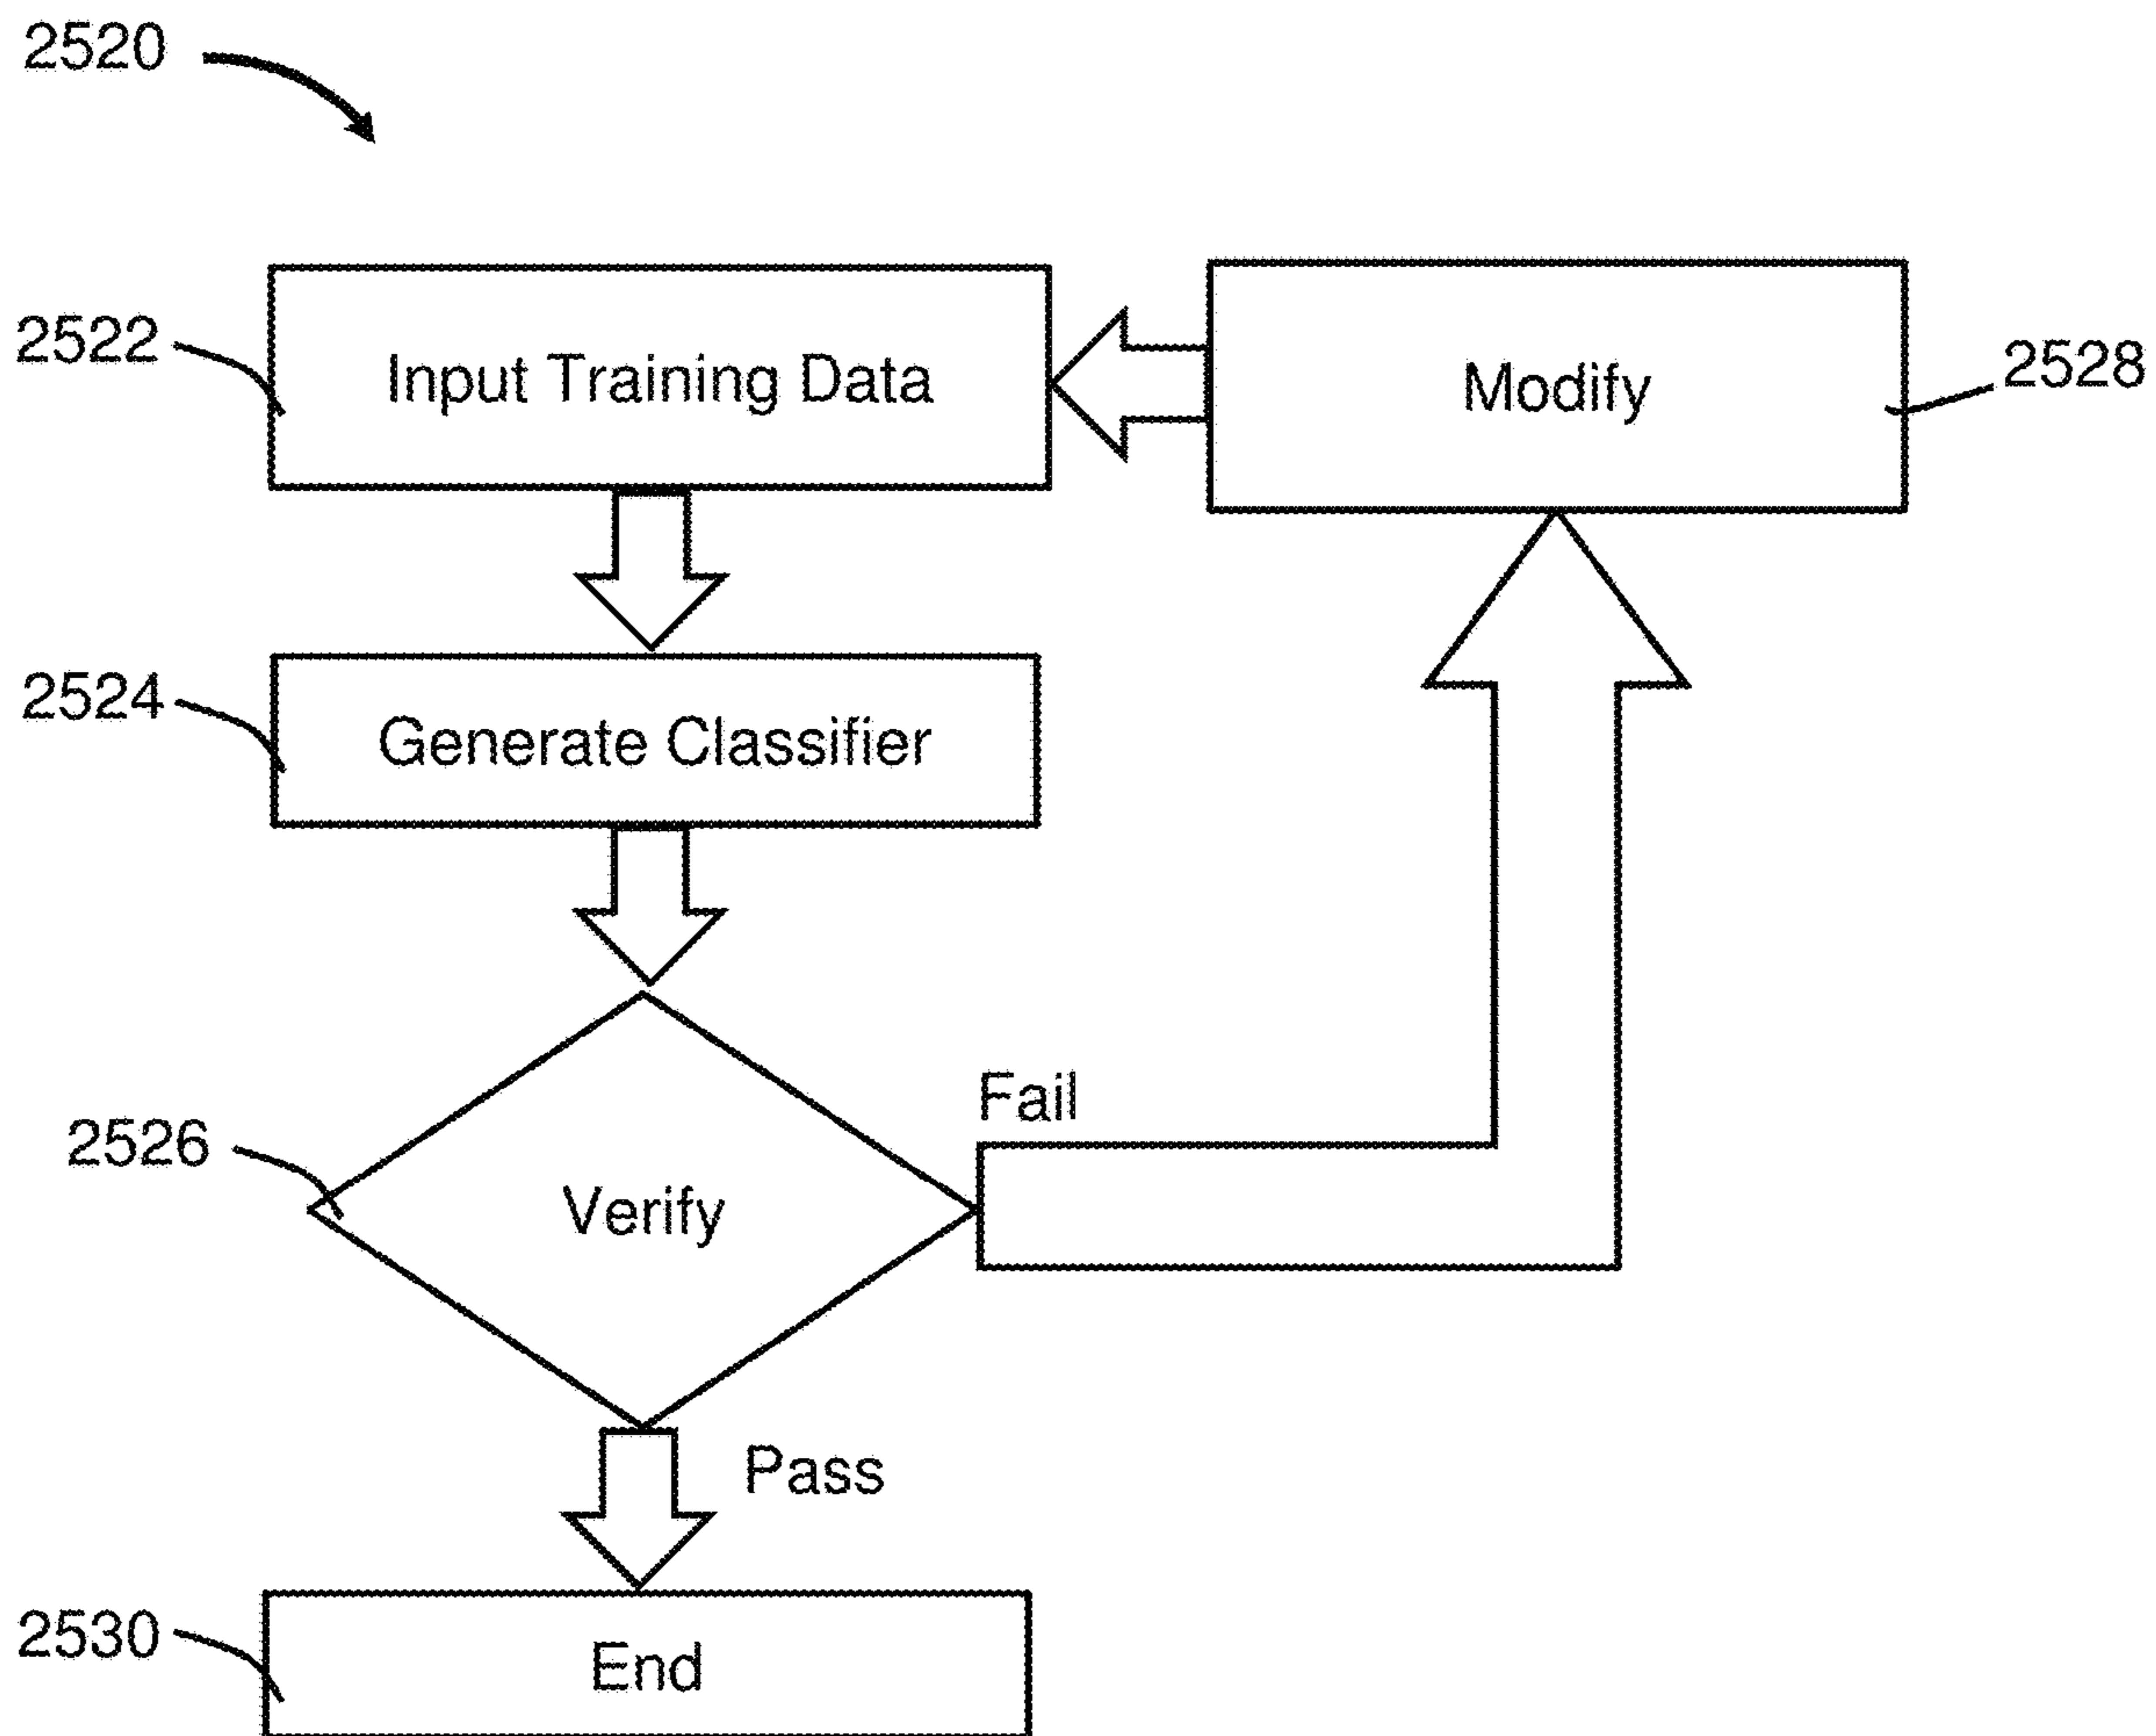 2520
2522
Input Training Data
Modify
2528
2524
Generate Classifier
Fail
2526
Verify
Pass
2530
End